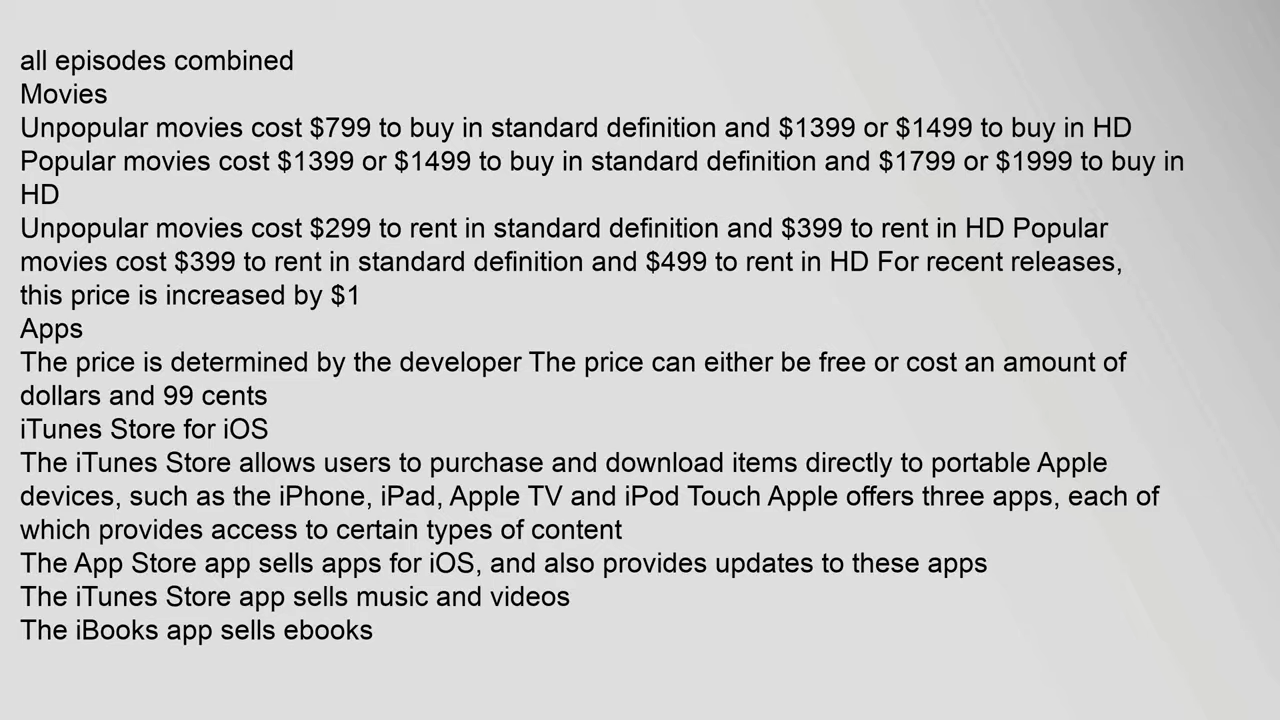 all episodes combined
Movies
Unpopular movies cost $799 to buy in standard definition and $1399 or $1499 to buy in HD
Popular movies cost $1399 or $1499 to buy in standard definition and $1799 or $1999 to buy in
HD
Unpopular movies cost $299 to rent in standard definition and $399 to rent in HD Popular
movies cost $399 to rent in standard definition and $499 to rent in HD For recent releases,
this price is increased by $1
Apps
The price is determined by the developer The price can either be free or cost an amount of
dollars and 99 cents
iTunes Store for iOS
The iTunes Store allows users to purchase and download items directly to portable Apple
devices, such as the iPhone, iPad, Apple TV and iPod Touch Apple offers three apps, each of
which provides access to certain types of content
The App Store app sells apps for iOS, and also provides updates to these apps
The iTunes Store app sells music and videos
The iBooks app sells ebooks